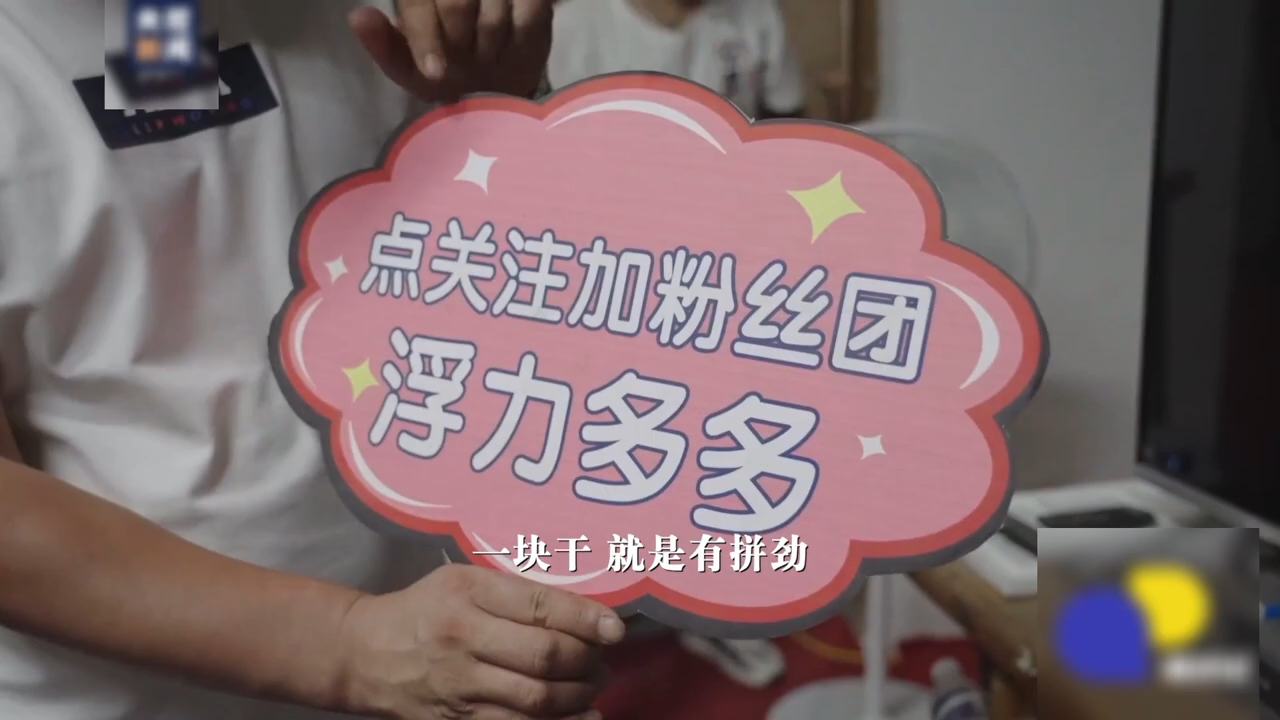 点关注加粉丝团
浮力多多
一块干 就是有拼劲